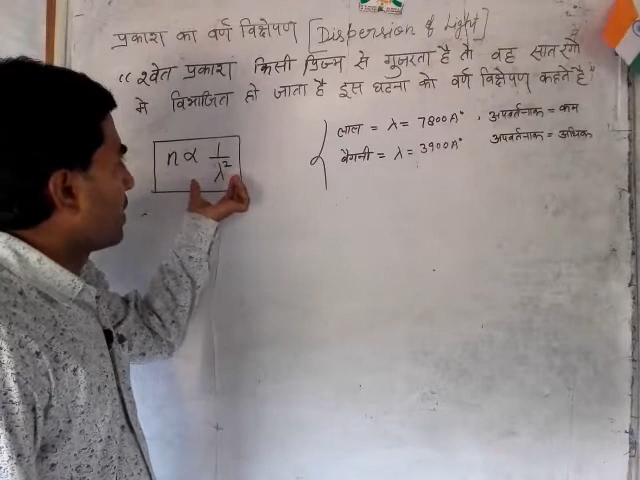 प्रकाश का वर्ण विक्षेपण [Dispersion of Light]
“श्वेत प्रकाश किसी प्रिज्म से गुजरता है तो वह सात रंगों
मे विभाजित हो जाता है इस घटना को वर्ण विक्षेपण कहते है”
n ∝ 1/λ²
लाल = λ = 7800A° , अपवर्तनांक = कम
बैगनी = λ = 3900A° अपवर्तनांक = अधिक